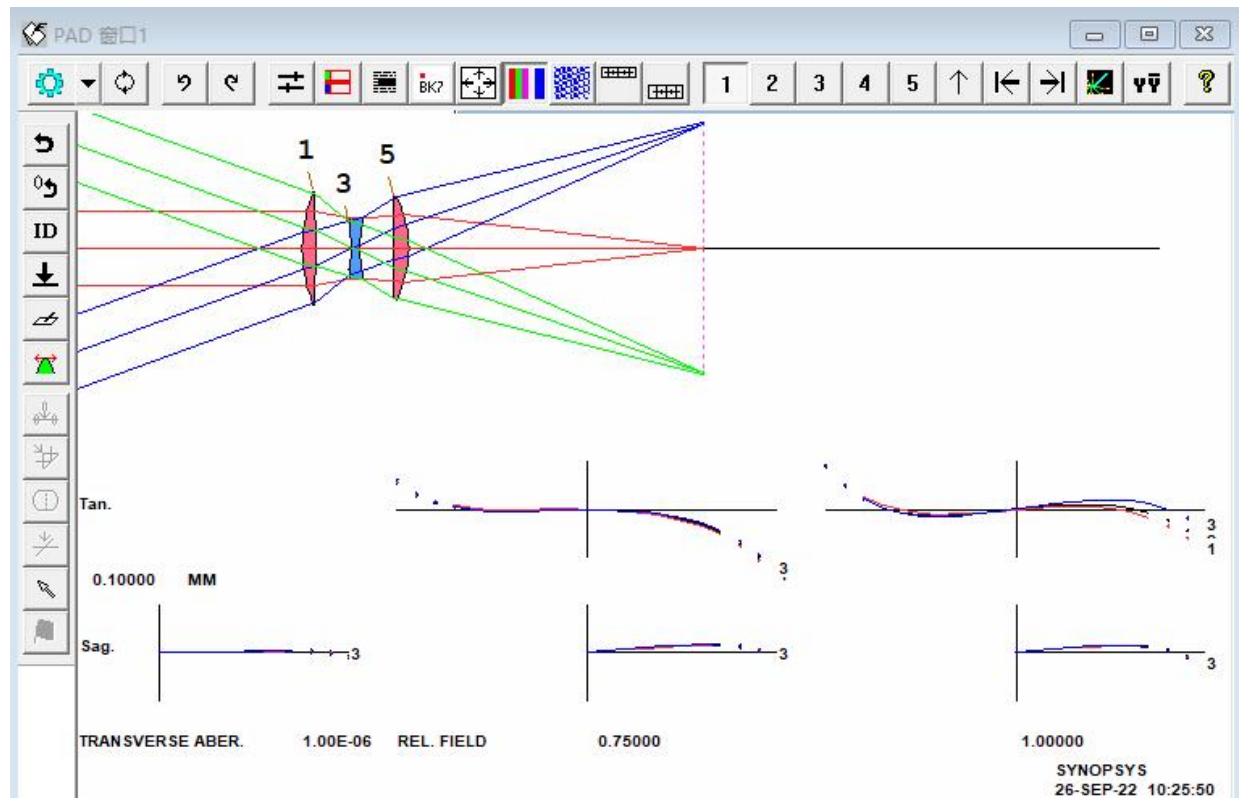 PAD 窗口1
BK7 1 2 3 4 5 ?
0
ID
1 5
3
Tan.
3
3
1
0.10000 MM
3
Sag.
3
3
3
TRANSVERSE ABER. 1.00E-06 REL. FIELD 0.75000 1.00000
SYNOPSYS
26-SEP-22 10:25:50